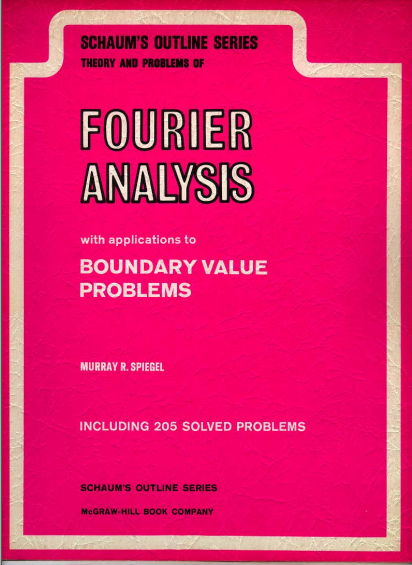 SCHAUM'S OUTLINE SERIES
THEORY AND PROBLEMS OF
FOURIER
ANALYSIS
with applications to
BOUNDARY VALUE
PROBLEMS
MURRAY R. SPIEGEL
INCLUDING 205 SOLVED PROBLEMS
SCHAUM'S OUTLINE SERIES
McGRAW-HILL BOOK COMPANY